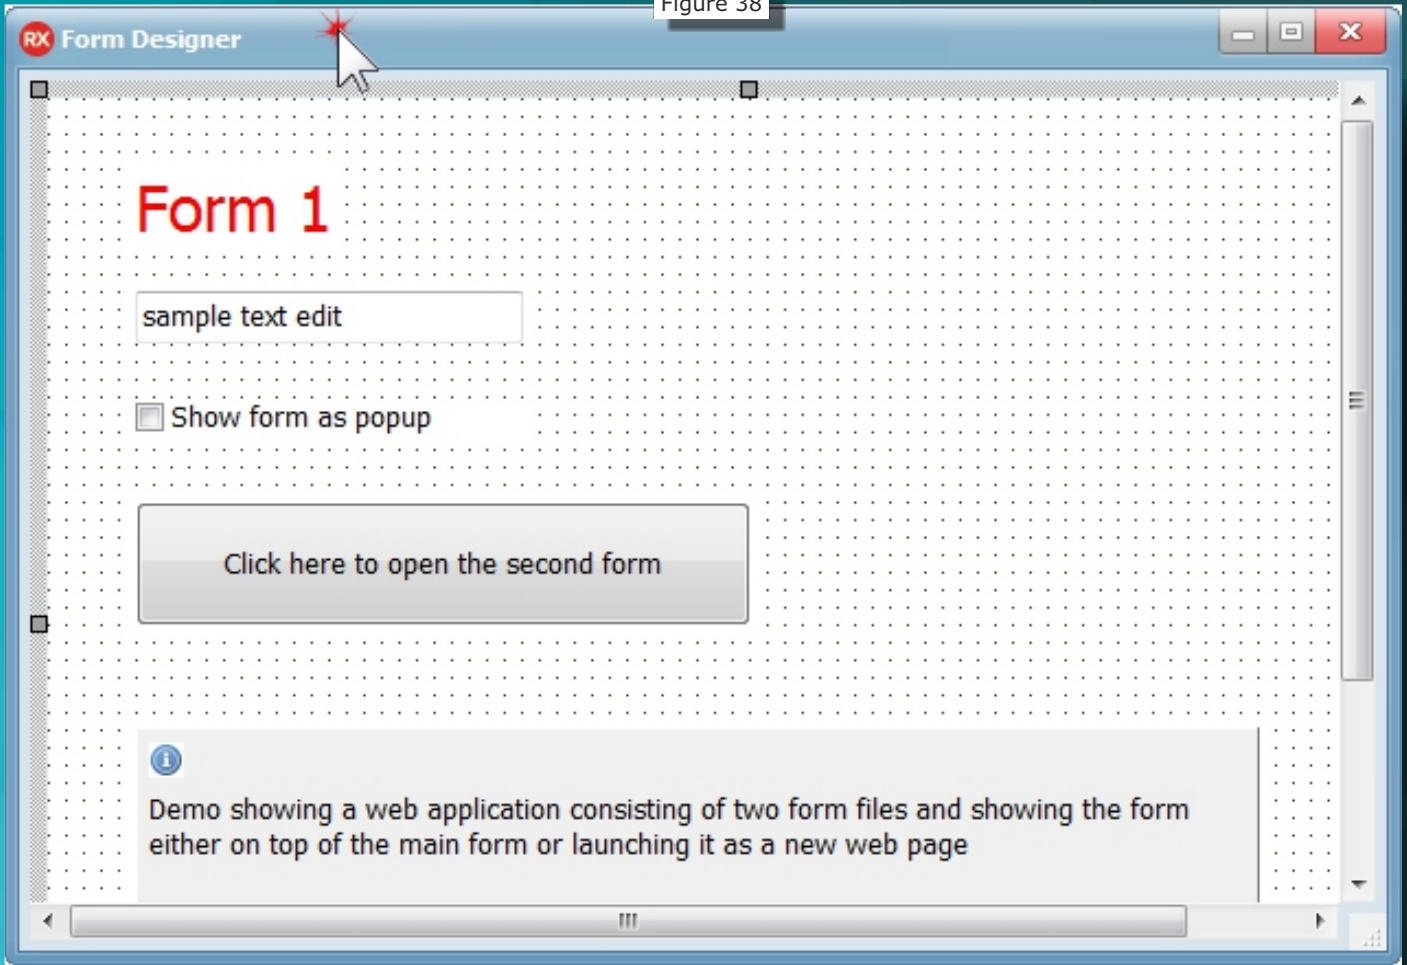 Figure 38
RX Form Designer
Form 1
sample text edit
Show form as popup
Click here to open the second form
i
Demo showing a web application consisting of two form files and showing the form
either on top of the main form or launching it as a new web page